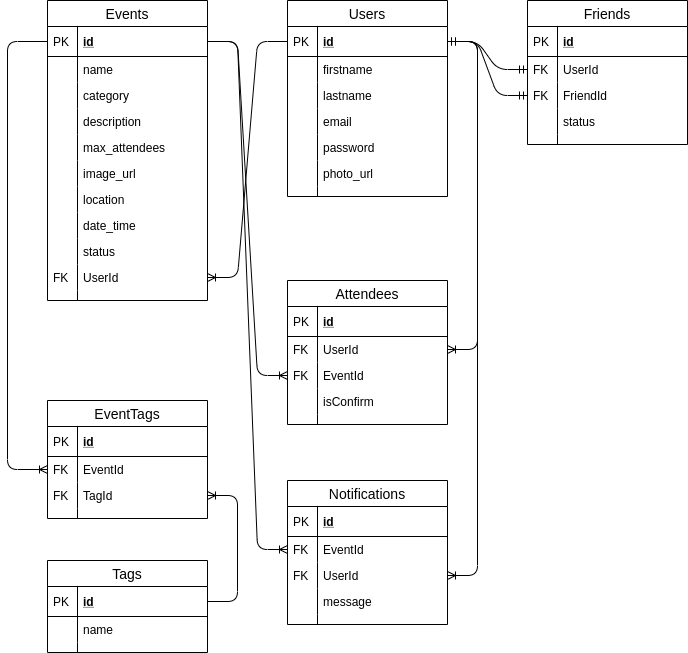 Events
PK id
name
category
description
max_attendees
image_url
location
date_time
status
FK UserId
Users
PK id
firstname
lastname
email
password
photo_url
Friends
PK id
FK UserId
FK FriendId
status
Attendees
PK id
FK UserId
FK EventId
isConfirm
EventTags
PK id
FK EventId
FK TagId
Notifications
PK id
FK EventId
FK UserId
message
Tags
PK id
name